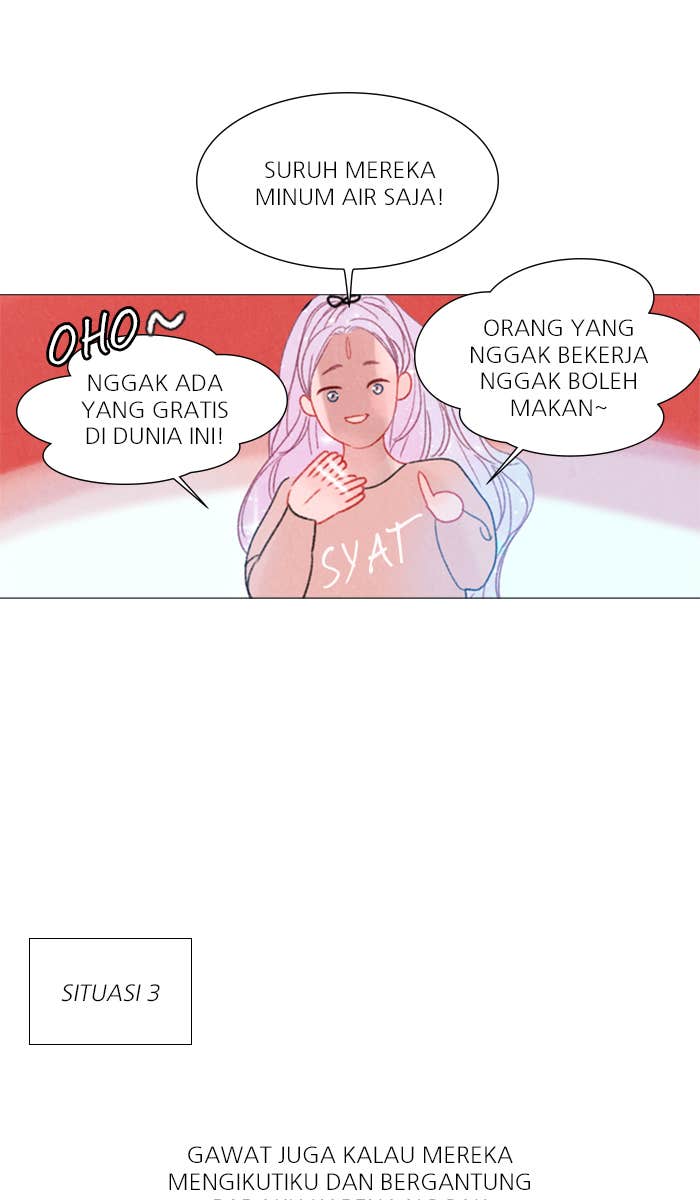 SURUH MEREKA
MINUM AIR SAJA!
OHO~
NGGAK ADA
YANG GRATIS
DI DUNIA INI!
ORANG YANG
NGGAK BEKERJA
NGGAK BOLEH
MAKAN~
SYAT
SITUASI 3
GAWAT JUGA KALAU MEREKA
MENGIKUTIKU DAN BERGANTUNG